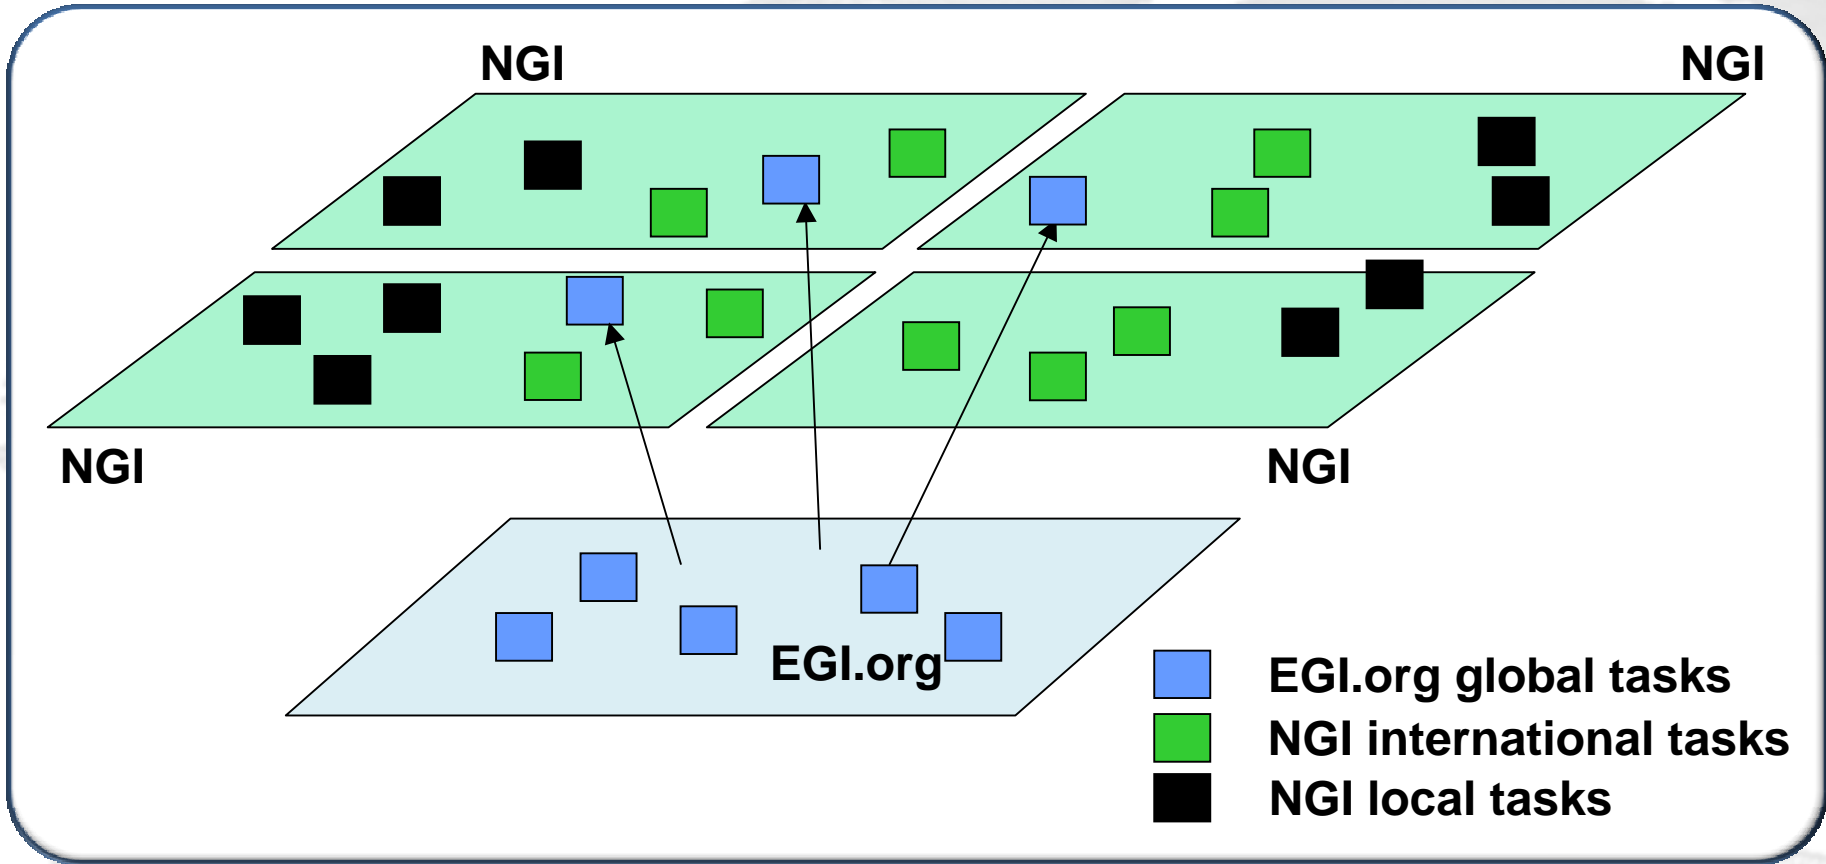 NGI
NGI
NGI
NGI
EGI.org
EGI.org global tasks
NGI international tasks
NGI local tasks